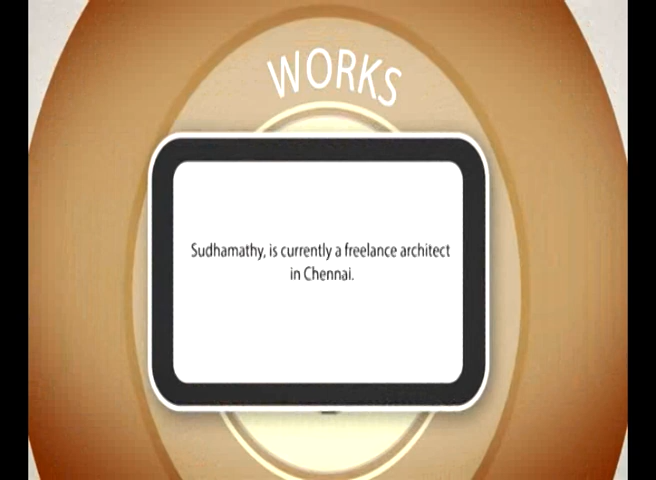 WORKS
Sudhamathy, is currently a freelance architect
in Chennai.